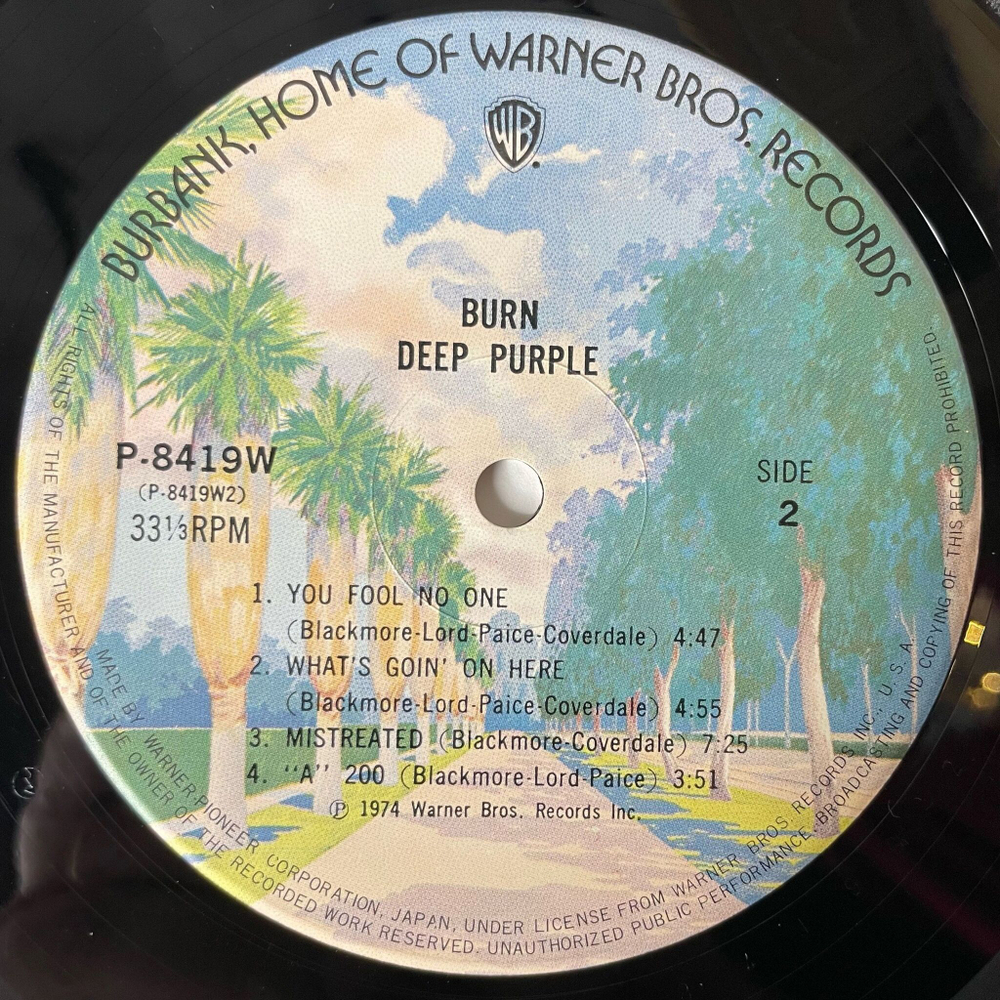 BURBANK, HOME OF WARNER BROS. RECORDS
WB
BURN
DEEP PURPLE
P-8419W
(P-8419W2)
33⅓RPM
SIDE
2
1. YOU FOOL NO ONE
(Blackmore-Lord-Paice-Coverdale) 4:47
2. WHAT'S GOIN' ON HERE
(Blackmore-Lord-Paice-Coverdale) 4:55
3. MISTREATED (Blackmore-Coverdale) 7:25
4. "A" 200 (Blackmore-Lord-Paice) 3:51
℗ 1974 Warner Bros. Records Inc.
MADE BY WARNER-PIONEER CORPORATION, JAPAN, UNDER LICENSE FROM WARNER BROS. RECORDS INC., U. S. A.
ALL RIGHTS OF THE MANUFACTURER AND OF THE OWNER OF THE RECORDED WORK RESERVED. UNAUTHORIZED PUBLIC PERFORMANCE, BROADCASTING AND COPYING OF THIS RECORD PROHIBITED.